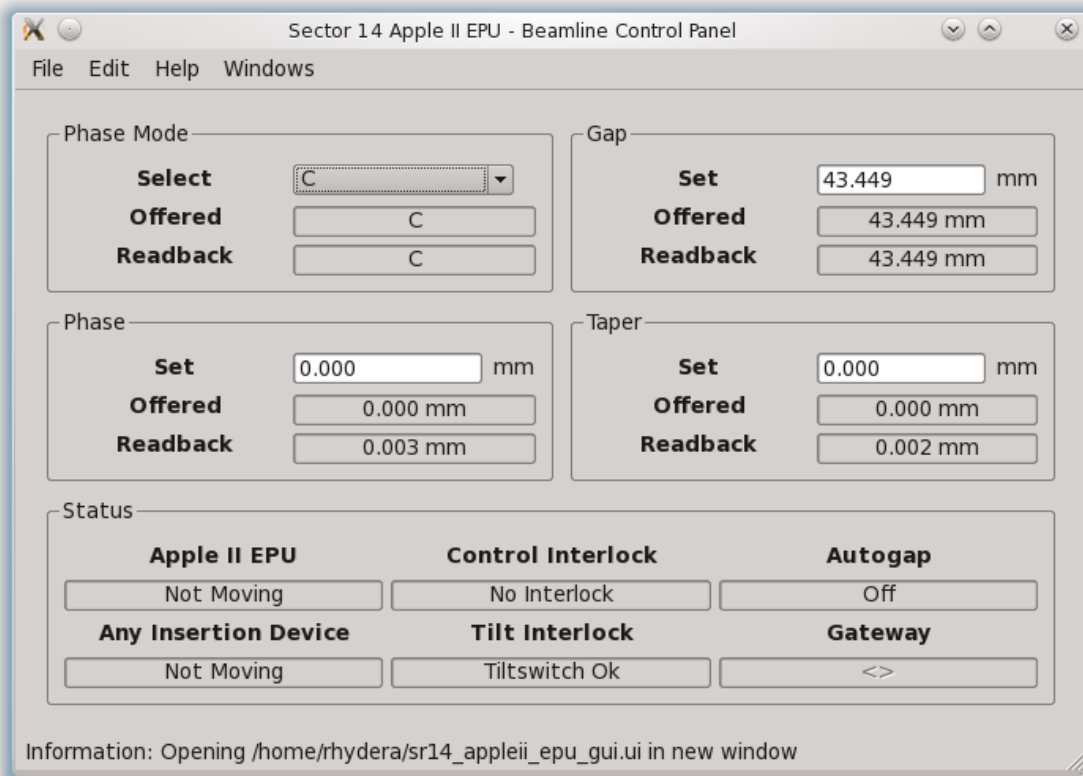 Sector 14 Apple II EPU - Beamline Control Panel
File Edit Help Windows
Phase Mode
Select C
Offered C
Readback C
Gap
Set 43.449 mm
Offered 43.449 mm
Readback 43.449 mm
Phase
Set 0.000 mm
Offered 0.000 mm
Readback 0.003 mm
Taper
Set 0.000 mm
Offered 0.000 mm
Readback 0.002 mm
Status
Apple II EPU Control Interlock Autogap
Not Moving No Interlock Off
Any Insertion Device Tilt Interlock Gateway
Not Moving Tiltswitch Ok <>
Information: Opening /home/rhydera/sr14_appleii_epu_gui.ui in new window